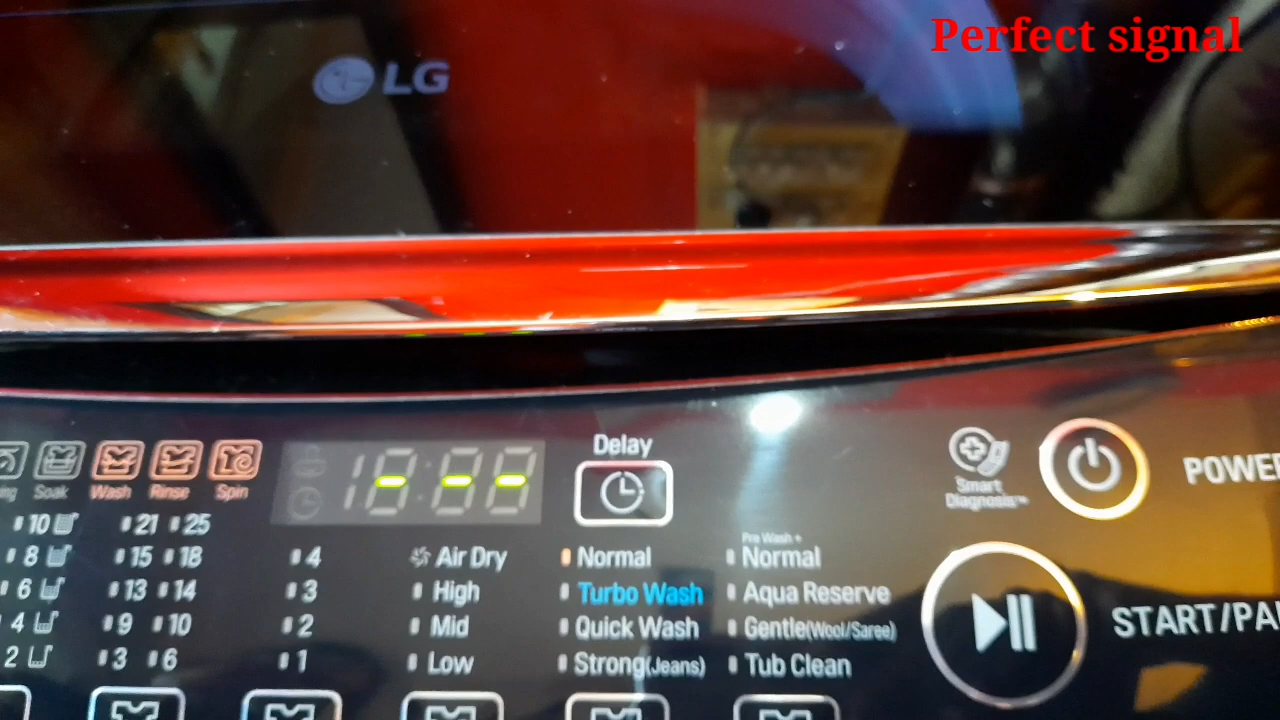 Perfect signal
LG
Delay
Soak Wash Rinse Spin
Smart
Diagnosis™
POWER
10 21 25
8 15 18 4 Air Dry Normal Pre Wash + Normal
6 13 14 3 High Turbo Wash Aqua Reserve
4 9 10 2 Mid Quick Wash Gentle(Wool/Saree)
2 3 6 1 Low Strong(Jeans) Tub Clean
START/PA